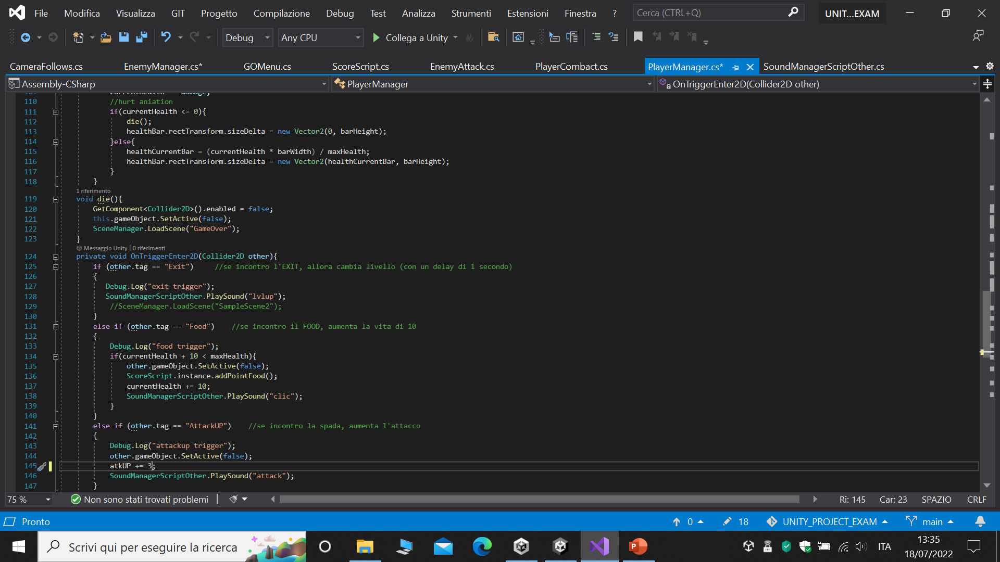 File Modifica Visualizza GIT Progetto Compilazione Debug Test Analizza Strumenti Estensioni Finestra ? Cerca (CTRL+Q) UNIT...EXAM
Debug Any CPU Collega a Unity
CameraFollows.cs EnemyManager.cs* GOMenu.cs ScoreScript.cs EnemyAttack.cs PlayerCombact.cs PlayerManager.cs* SoundManagerScriptOther.cs
Assembly-CSharp PlayerManager OnTriggerEnter2D(Collider2D other)
110 //hurt aniation
111 if(currentHealth <= 0){
112 die();
113 healthBar.rectTransform.sizeDelta = new Vector2(0, barHeight);
114 }else{
115 healthCurrentBar = (currentHealth * barWidth) / maxHealth;
116 healthBar.rectTransform.sizeDelta = new Vector2(healthCurrentBar, barHeight);
117 }
118 }
1 riferimento
119 void die(){
120 GetComponent<Collider2D>().enabled = false;
121 this.gameObject.SetActive(false);
122 SceneManager.LoadScene("GameOver");
123 }
Messaggio Unity | 0 riferimenti
124 private void OnTriggerEnter2D(Collider2D other){
125 if (other.tag == "Exit") //se incontro l'EXIT, allora cambia livello (con un delay di 1 secondo)
126 {
127 Debug.Log("exit trigger");
128 SoundManagerScriptOther.PlaySound("lvlup");
129 //SceneManager.LoadScene("SampleScene2");
130 }
131 else if (other.tag == "Food") //se incontro il FOOD, aumenta la vita di 10
132 {
133 Debug.Log("food trigger");
134 if(currentHealth + 10 < maxHealth){
135 other.gameObject.SetActive(false);
136 ScoreScript.instance.addPointFood();
137 currentHealth += 10;
138 SoundManagerScriptOther.PlaySound("clic");
139 }
140 }
141 else if (other.tag == "AttackUP") //se incontro la spada, aumenta l'attacco
142 {
143 Debug.Log("attackup trigger");
144 other.gameObject.SetActive(false);
145 atkUP += 3;
146 SoundManagerScriptOther.PlaySound("attack");
147 }
75 % Non sono stati trovati problemi Ri: 145 Car: 23 SPAZIO CRLF
Pronto 0 18 UNITY_PROJECT_EXAM main
Scrivi qui per eseguire la ricerca ITA 13:35
18/07/2022